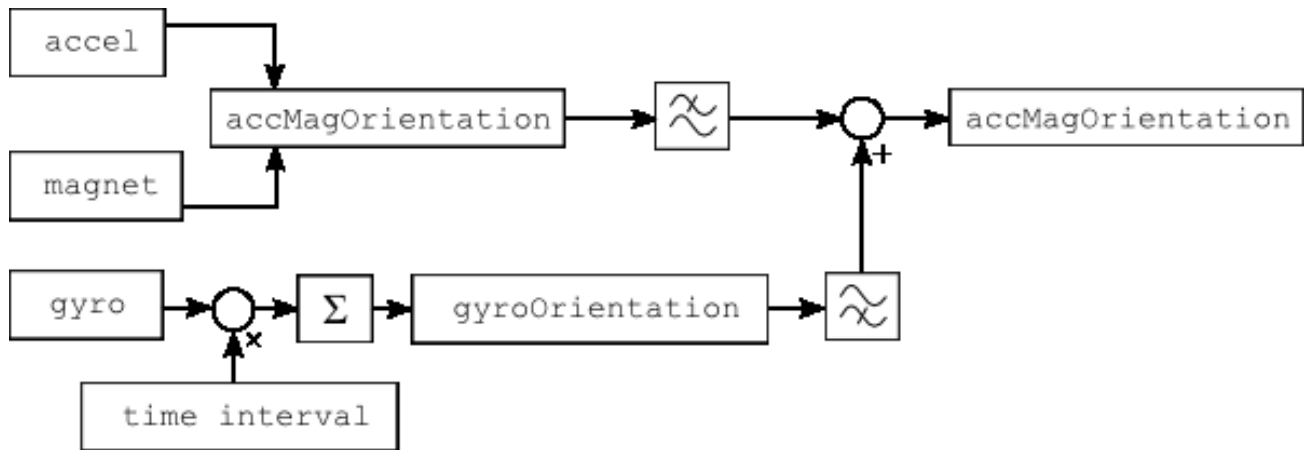 accel
accMagOrientation
accMagOrientation
+
magnet
gyro
×
Σ
gyroOrientation
time interval